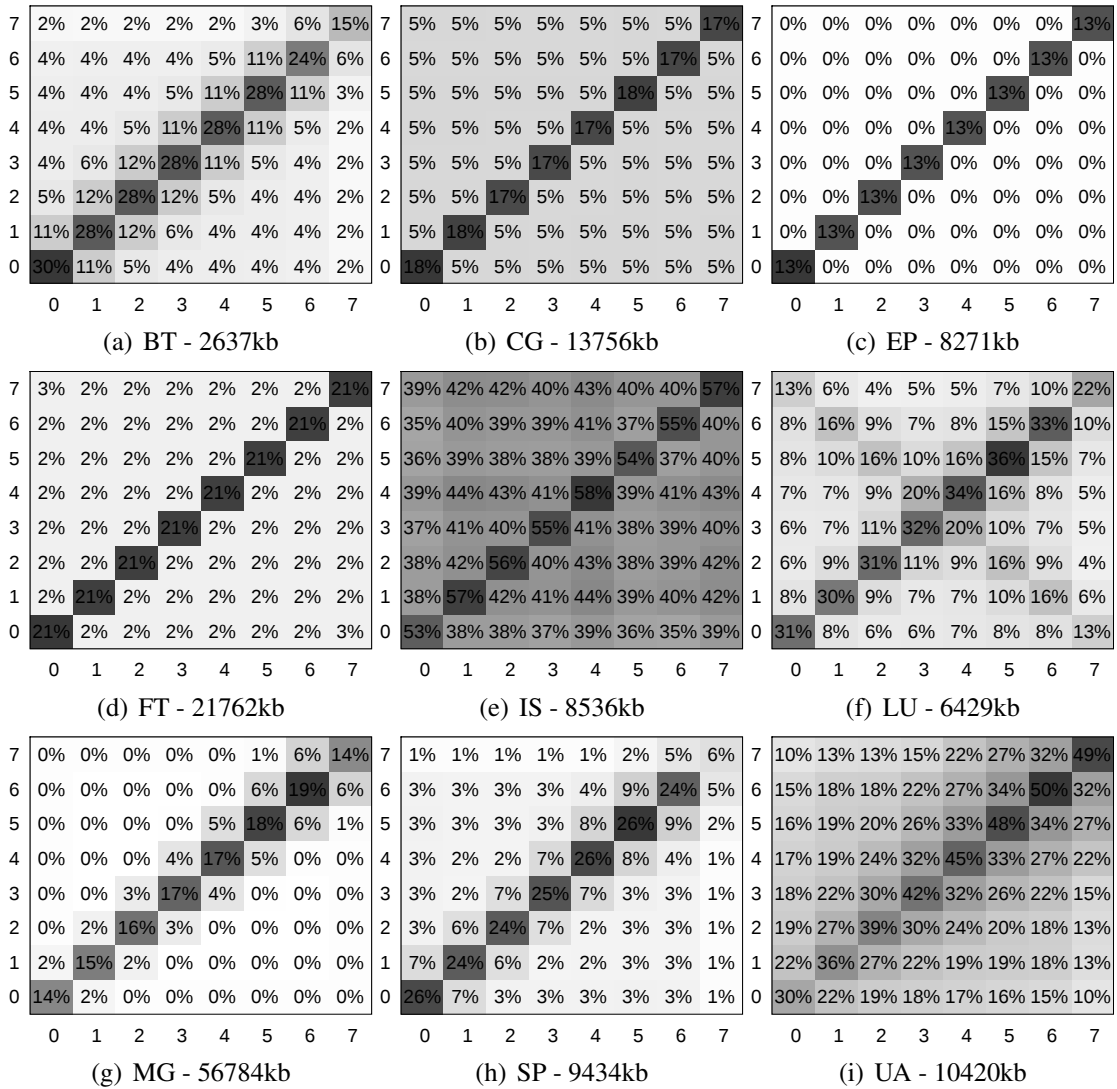 7 2% 2% 2% 2% 2% 3% 6% 15% 7 5% 5% 5% 5% 5% 5% 5% 17% 7 0% 0% 0% 0% 0% 0% 0% 13%
6 4% 4% 4% 4% 5% 11% 24% 6% 6 5% 5% 5% 5% 5% 5% 17% 5% 6 0% 0% 0% 0% 0% 0% 13% 0%
5 4% 4% 4% 5% 11% 28% 11% 3% 5 5% 5% 5% 5% 5% 18% 5% 5% 5 0% 0% 0% 0% 0% 13% 0% 0%
4 4% 4% 5% 11% 28% 11% 5% 2% 4 5% 5% 5% 5% 17% 5% 5% 5% 4 0% 0% 0% 0% 13% 0% 0% 0%
3 4% 6% 12% 28% 11% 5% 4% 2% 3 5% 5% 5% 17% 5% 5% 5% 5% 3 0% 0% 0% 13% 0% 0% 0% 0%
2 5% 12% 28% 12% 5% 4% 4% 2% 2 5% 5% 17% 5% 5% 5% 5% 5% 2 0% 0% 13% 0% 0% 0% 0% 0%
1 11% 28% 12% 6% 4% 4% 4% 2% 1 5% 18% 5% 5% 5% 5% 5% 5% 1 0% 13% 0% 0% 0% 0% 0% 0%
0 30% 11% 5% 4% 4% 4% 4% 2% 0 18% 5% 5% 5% 5% 5% 5% 5% 0 13% 0% 0% 0% 0% 0% 0% 0%
0 1 2 3 4 5 6 7 0 1 2 3 4 5 6 7 0 1 2 3 4 5 6 7
(a) BT - 2637kb (b) CG - 13756kb (c) EP - 8271kb
7 3% 2% 2% 2% 2% 2% 2% 21% 7 39% 42% 42% 40% 43% 40% 40% 57% 7 13% 6% 4% 5% 5% 7% 10% 22%
6 2% 2% 2% 2% 2% 2% 21% 2% 6 35% 40% 39% 39% 41% 37% 55% 40% 6 8% 16% 9% 7% 8% 15% 33% 10%
5 2% 2% 2% 2% 2% 21% 2% 2% 5 36% 39% 38% 38% 39% 54% 37% 40% 5 8% 10% 16% 10% 16% 36% 15% 7%
4 2% 2% 2% 2% 21% 2% 2% 2% 4 39% 44% 43% 41% 58% 39% 41% 43% 4 7% 7% 9% 20% 34% 16% 8% 5%
3 2% 2% 2% 21% 2% 2% 2% 2% 3 37% 41% 40% 55% 41% 38% 39% 40% 3 6% 7% 11% 32% 20% 10% 7% 5%
2 2% 2% 21% 2% 2% 2% 2% 2% 2 38% 42% 56% 40% 43% 38% 39% 42% 2 6% 9% 31% 11% 9% 16% 9% 4%
1 2% 21% 2% 2% 2% 2% 2% 2% 1 38% 57% 42% 41% 44% 39% 40% 42% 1 8% 30% 9% 7% 7% 10% 16% 6%
0 21% 2% 2% 2% 2% 2% 2% 3% 0 53% 38% 38% 37% 39% 36% 35% 39% 0 31% 8% 6% 6% 7% 8% 8% 13%
0 1 2 3 4 5 6 7 0 1 2 3 4 5 6 7 0 1 2 3 4 5 6 7
(d) FT - 21762kb (e) IS - 8536kb (f) LU - 6429kb
7 0% 0% 0% 0% 0% 1% 6% 14% 7 1% 1% 1% 1% 1% 2% 5% 6% 7 10% 13% 13% 15% 22% 27% 32% 49%
6 0% 0% 0% 0% 0% 6% 19% 6% 6 3% 3% 3% 3% 4% 9% 24% 5% 6 15% 18% 18% 22% 27% 34% 50% 32%
5 0% 0% 0% 0% 5% 18% 6% 1% 5 3% 3% 3% 3% 8% 26% 9% 2% 5 16% 19% 20% 26% 33% 48% 34% 27%
4 0% 0% 0% 4% 17% 5% 0% 0% 4 3% 2% 2% 7% 26% 8% 4% 1% 4 17% 19% 24% 32% 45% 33% 27% 22%
3 0% 0% 3% 17% 4% 0% 0% 0% 3 3% 2% 7% 25% 7% 3% 3% 1% 3 18% 22% 30% 42% 32% 26% 22% 15%
2 0% 2% 16% 3% 0% 0% 0% 0% 2 3% 6% 24% 7% 2% 3% 3% 1% 2 19% 27% 39% 30% 24% 20% 18% 13%
1 2% 15% 2% 0% 0% 0% 0% 0% 1 7% 24% 6% 2% 2% 3% 3% 1% 1 22% 36% 27% 22% 19% 19% 18% 13%
0 14% 2% 0% 0% 0% 0% 0% 0% 0 26% 7% 3% 3% 3% 3% 3% 1% 0 30% 22% 19% 18% 17% 16% 15% 10%
0 1 2 3 4 5 6 7 0 1 2 3 4 5 6 7 0 1 2 3 4 5 6 7
(g) MG - 56784kb (h) SP - 9434kb (i) UA - 10420kb